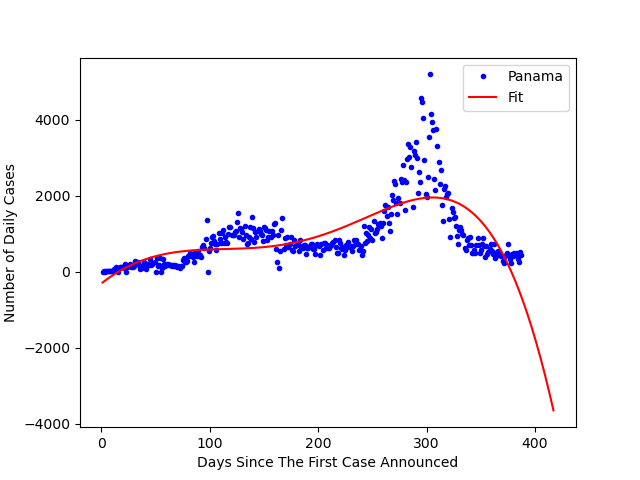 Panama
Fit
4000
2000
0
−2000
−4000
0
100
200
300
400
Number of Daily Cases
Days Since The First Case Announced